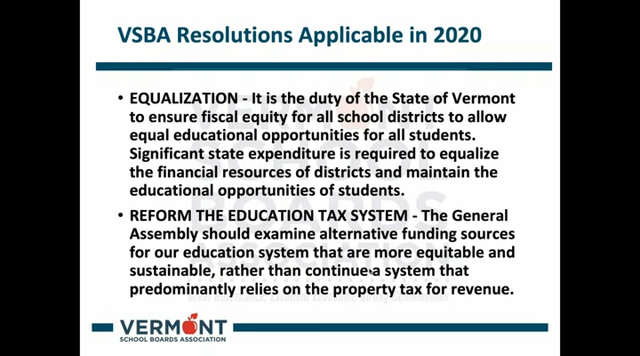 VSBA Resolutions Applicable in 2020
• EQUALIZATION - It is the duty of the State of Vermont
to ensure fiscal equity for all school districts to allow
equal educational opportunities for all students.
Significant state expenditure is required to equalize
the financial resources of districts and maintain the
educational opportunities of students.
• REFORM THE EDUCATION TAX SYSTEM - The General
Assembly should examine alternative funding sources
for our education system that are more equitable and
sustainable, rather than continue a system that
predominantly relies on the property tax for revenue.
VERMONT
SCHOOL BOARDS ASSOCIATION